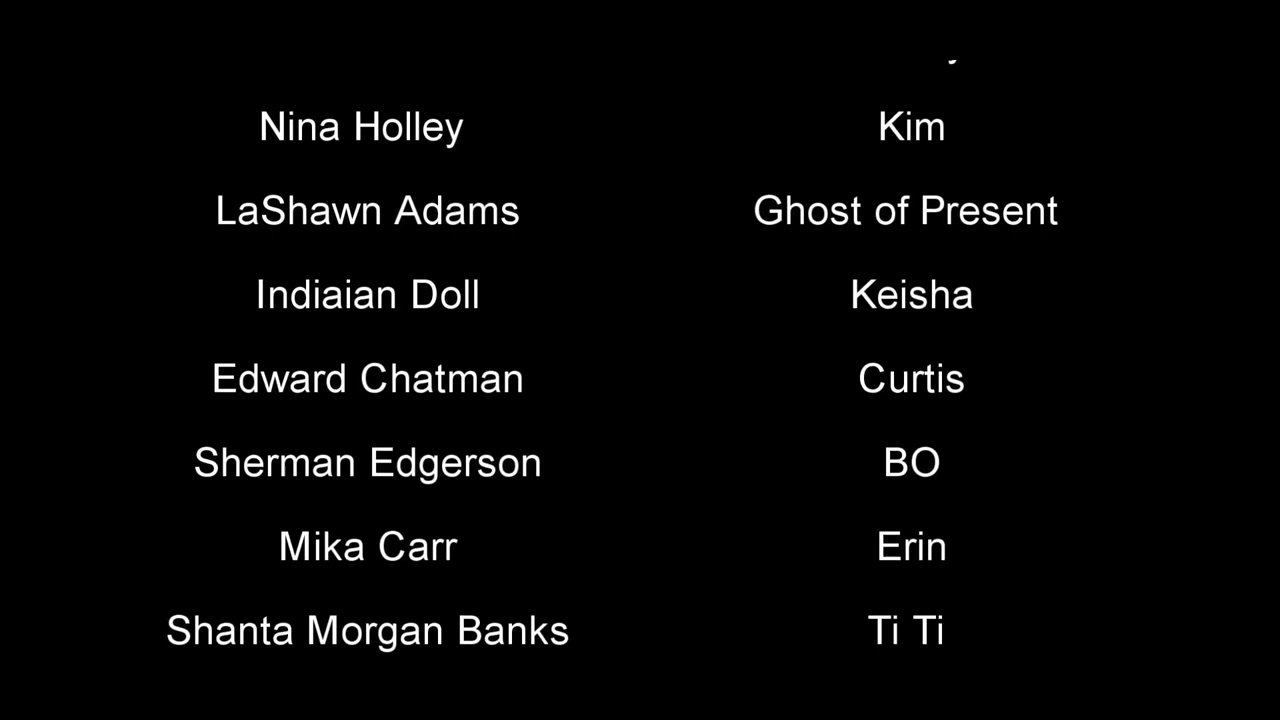 Nina Holley Kim
LaShawn Adams Ghost of Present
Indiaian Doll Keisha
Edward Chatman Curtis
Sherman Edgerson BO
Mika Carr Erin
Shanta Morgan Banks Ti Ti